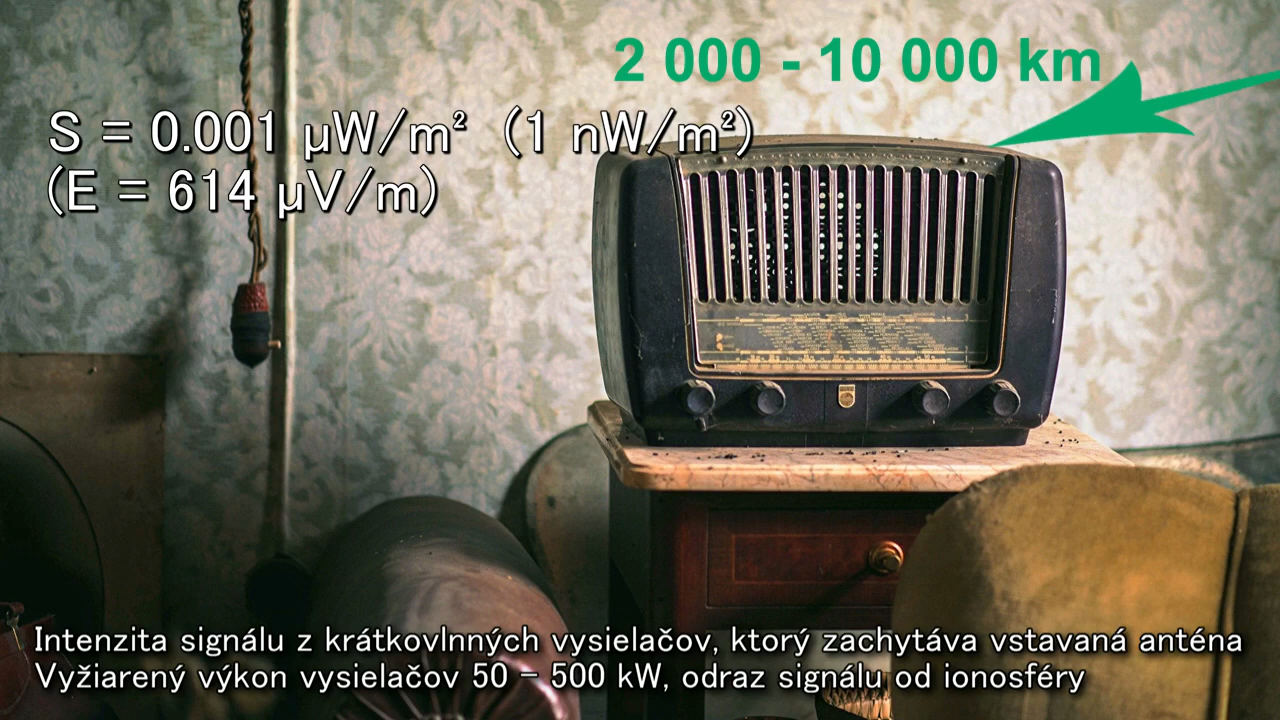 2 000 - 10 000 km
S = 0.001 µW/m² (1 nW/m²)
(E = 614 µV/m)
Intenzita signálu z krátkovlnných vysielačov, ktorý zachytáva vstavaná anténa
Vyžiarený výkon vysielačov 50 - 500 kW, odraz signálu od ionosféry